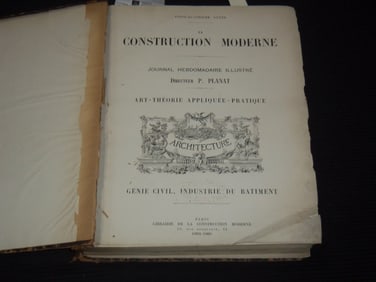 LA
CONSTRUCTION MODERNE
JOURNAL HEBDOMADAIRE ILLUSTRÉ
DIRECTEUR P. PLANAT
ART-THÉORIE APPLIQUÉE-PRATIQUE
ARCHITECTURE
GÉNIE CIVIL, INDUSTRIE DU BATIMENT
PARIS
LIBRAIRIE DE LA CONSTRUCTION MODERNE